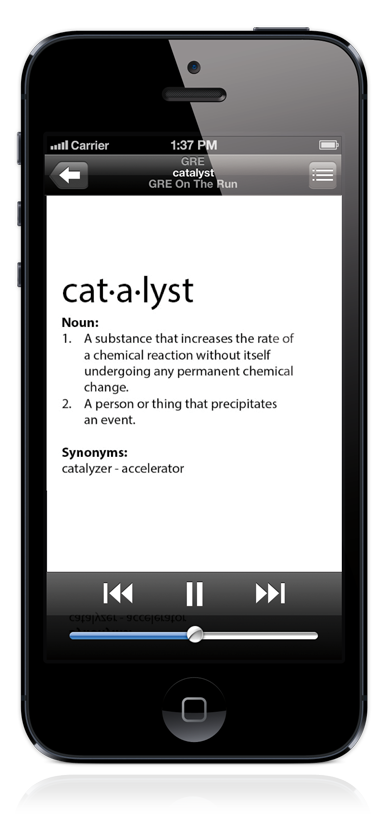 Carrier 1:37 PM
GRE
catalyst
GRE On The Run
cat·a·lyst
Noun:
1. A substance that increases the rate of
a chemical reaction without itself
undergoing any permanent chemical
change.
2. A person or thing that precipitates
an event.
Synonyms:
catalyzer - accelerator
catalyzer - accelerator